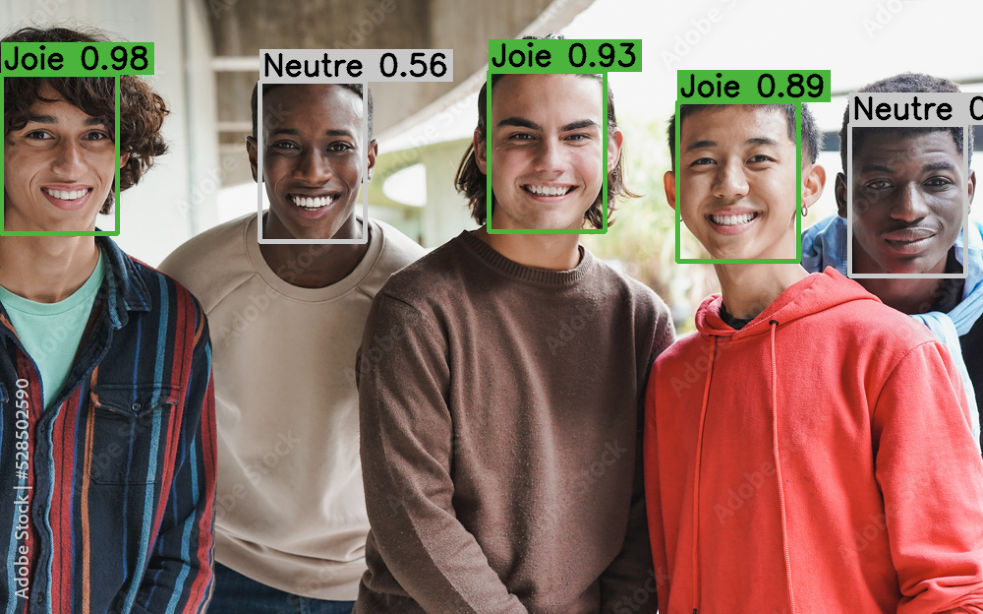 Joie 0.98
Neutre 0.56
Joie 0.93
Joie 0.89
Neutre 0
Adobe Stock | #528502590